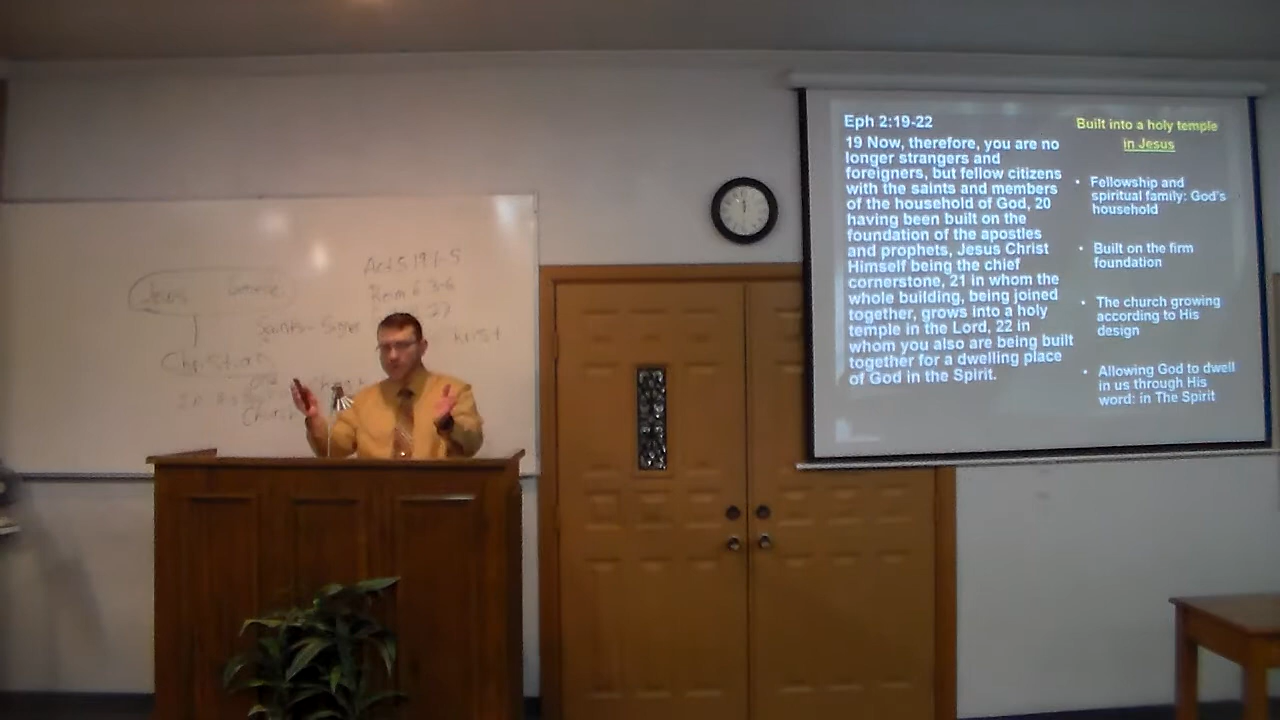 Jews
Christians
Acts 19 1-5
Rom 6 3-6
27
Eph 2:19-22
19 Now, therefore, you are no
longer strangers and
foreigners, but fellow citizens
with the saints and members
of the household of God, 20
having been built on the
foundation of the apostles
and prophets, Jesus Christ
Himself being the chief
cornerstone, 21 in whom the
whole building, being joined
together, grows into a holy
temple in the Lord, 22 in
whom you also are being built
together for a dwelling place
of God in the Spirit.
Built into a holy temple
in Jesus
• Fellowship and
spiritual family: God's
household
• Built on the firm
foundation
• The church growing
according to His
design
• Allowing God to dwell
in us through His
word: in The Spirit